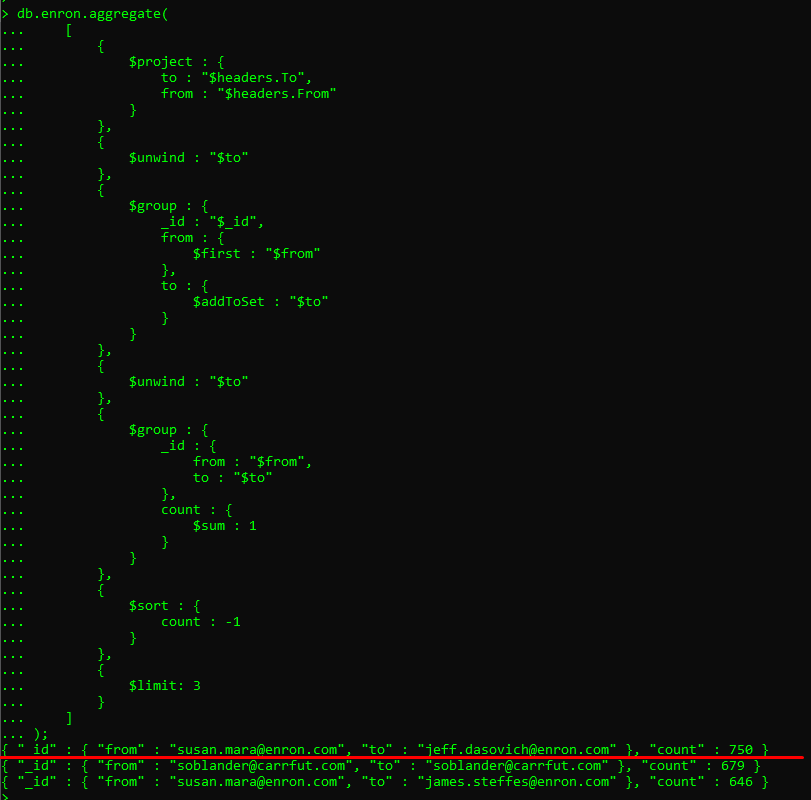 > db.enron.aggregate(
...     [
...         {
...             $project : {
...                 to : "$headers.To",
...                 from : "$headers.From"
...             }
...         },
...         {
...             $unwind : "$to"
...         },
...         {
...             $group : {
...                 _id : "$_id",
...                 from : {
...                     $first : "$from"
...                 },
...                 to : {
...                     $addToSet : "$to"
...                 }
...             }
...         },
...         {
...             $unwind : "$to"
...         },
...         {
...             $group : {
...                 _id : {
...                     from : "$from",
...                     to : "$to"
...                 },
...                 count : {
...                     $sum : 1
...                 }
...             }
...         },
...         {
...             $sort : {
...                 count : -1
...             }
...         },
...         {
...             $limit: 3
...         }
...     ]
... );
{ "_id" : { "from" : "susan.mara@enron.com", "to" : "jeff.dasovich@enron.com" }, "count" : 750 }
{ "_id" : { "from" : "soblander@carrfut.com", "to" : "soblander@carrfut.com" }, "count" : 679 }
{ "_id" : { "from" : "susan.mara@enron.com", "to" : "james.steffes@enron.com" }, "count" : 646 }
>